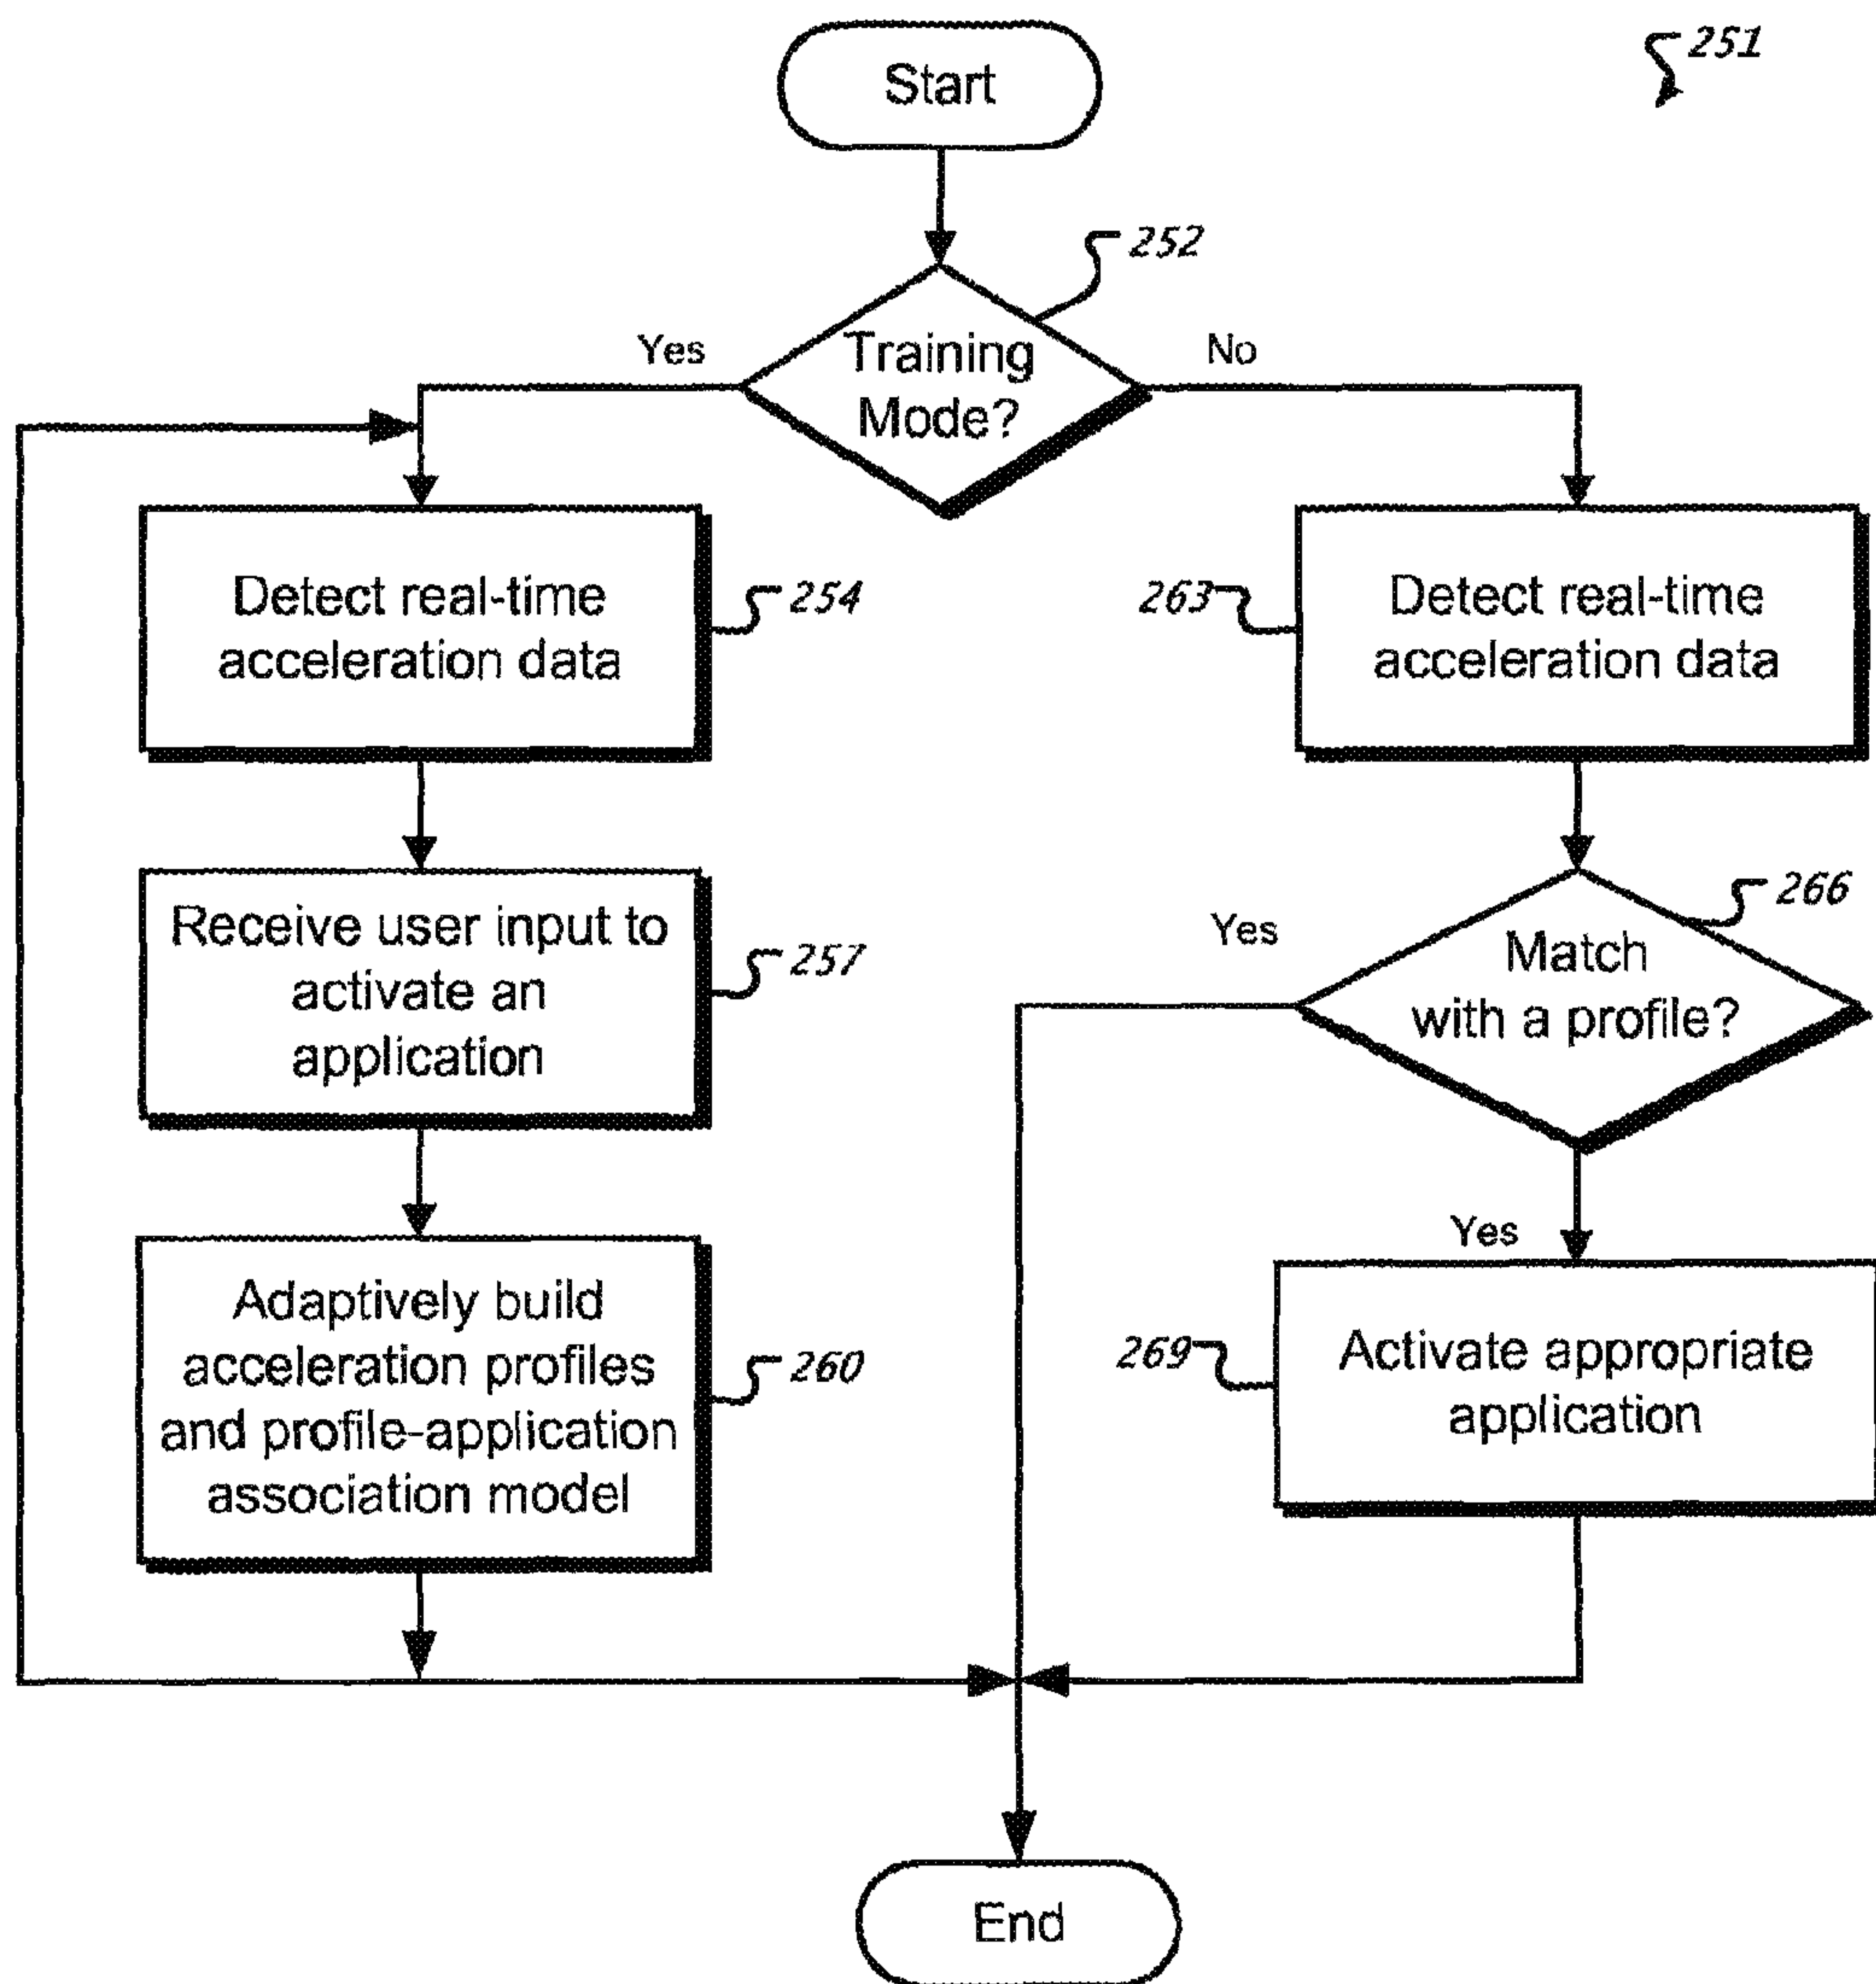 251
Start
252
Yes
Training
Mode?
No
Detect real-time
acceleration data
254
263
Detect real-time
acceleration data
Receive user input to
activate an
application
257
Yes
Match
with a profile?
266
Adaptively build
acceleration profiles
and profile-application
association model
260
Yes
269
Activate appropriate
application
End